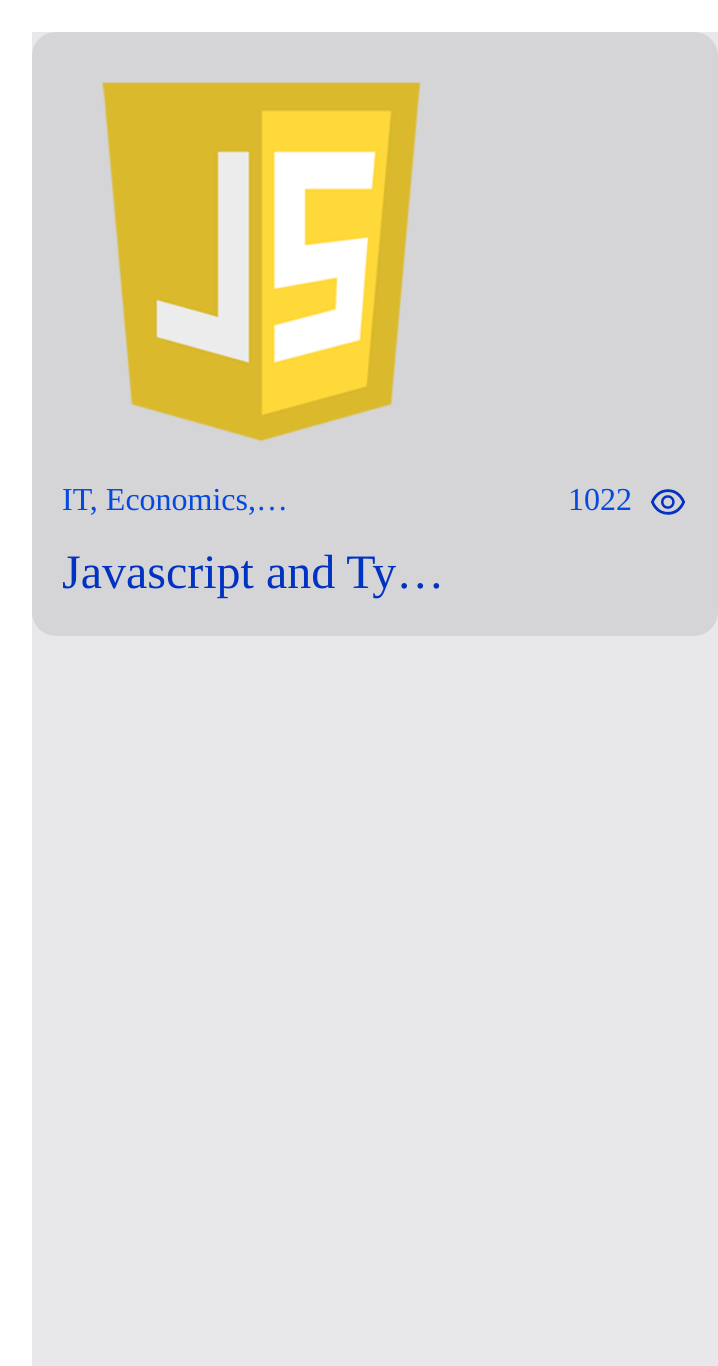 JS
IT, Economics,… 1022
Javascript and Ty…